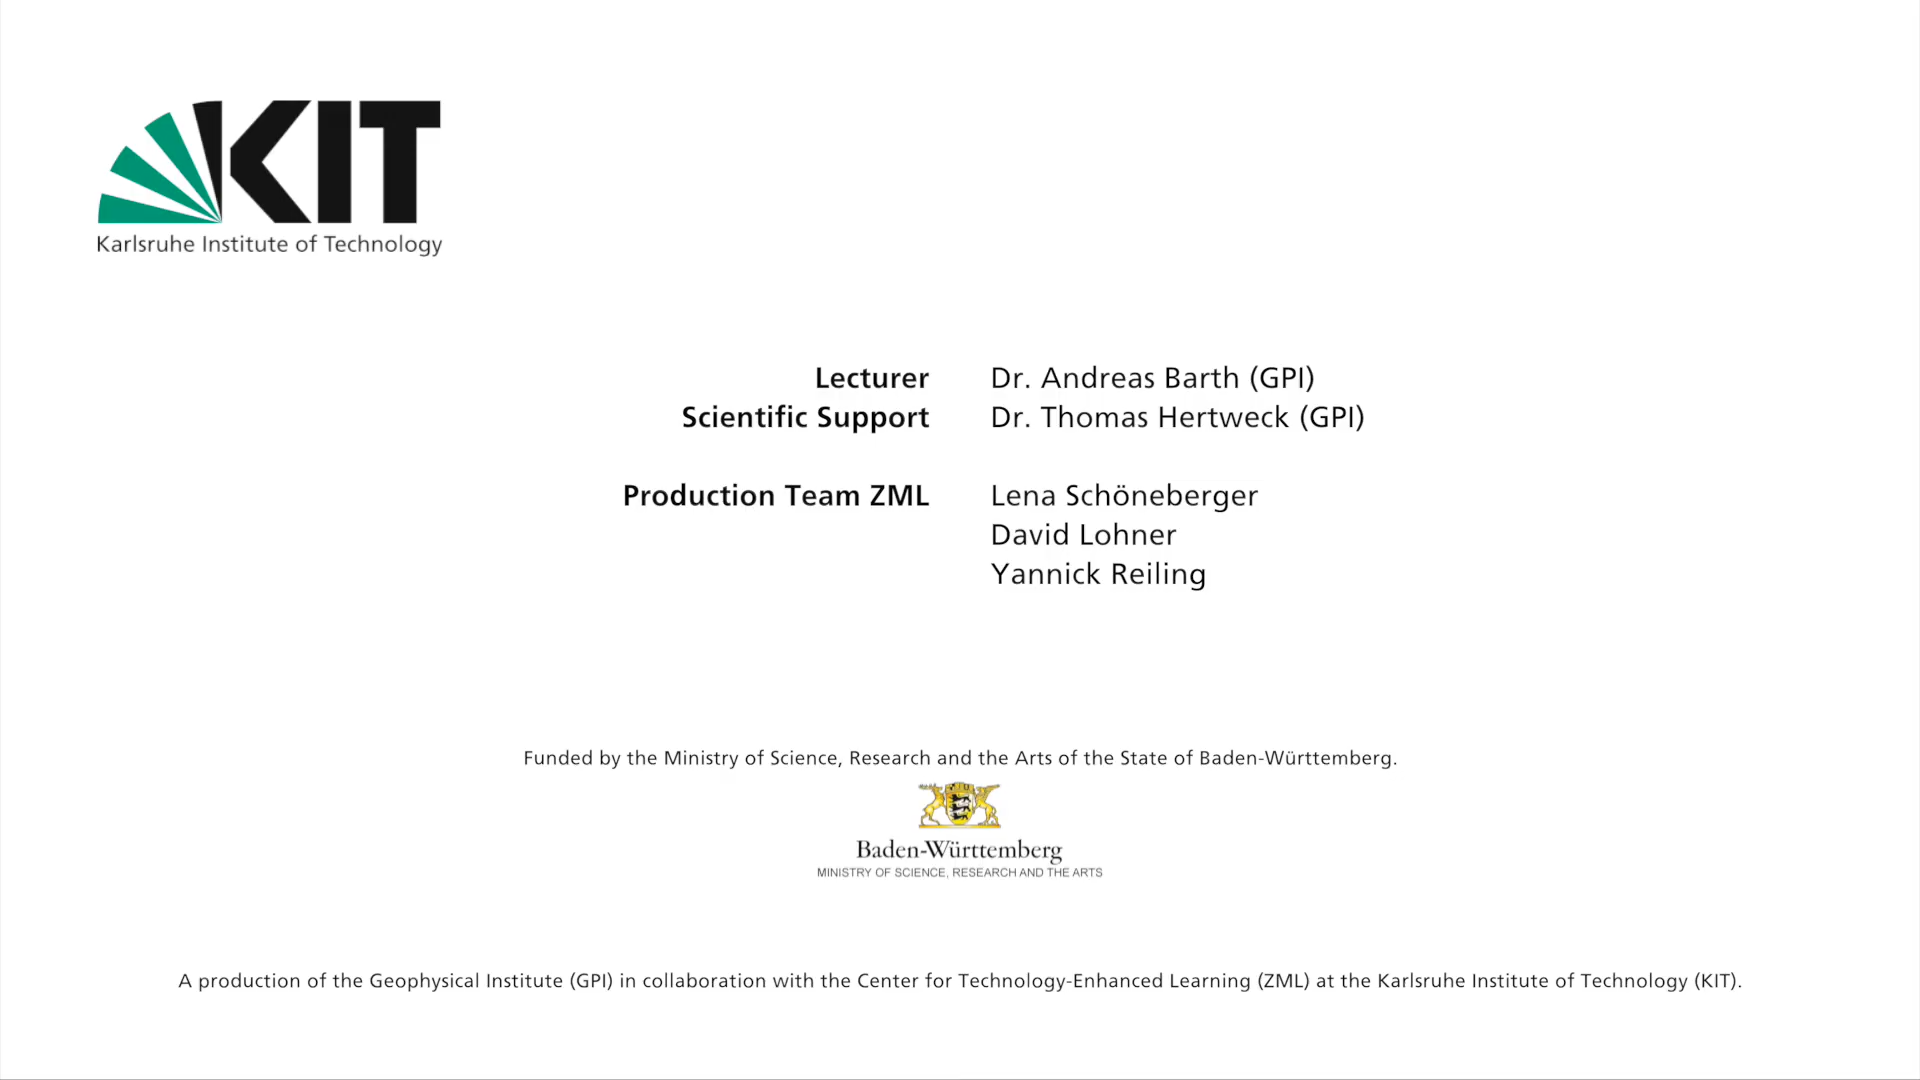 KIT
Karlsruhe Institute of Technology
Lecturer Dr. Andreas Barth (GPI)
Scientific Support Dr. Thomas Hertweck (GPI)
Production Team ZML Lena Schöneberger
David Lohner
Yannick Reiling
Funded by the Ministry of Science, Research and the Arts of the State of Baden-Württemberg.
Baden-Württemberg
MINISTRY OF SCIENCE, RESEARCH AND THE ARTS
A production of the Geophysical Institute (GPI) in collaboration with the Center for Technology-Enhanced Learning (ZML) at the Karlsruhe Institute of Technology (KIT).